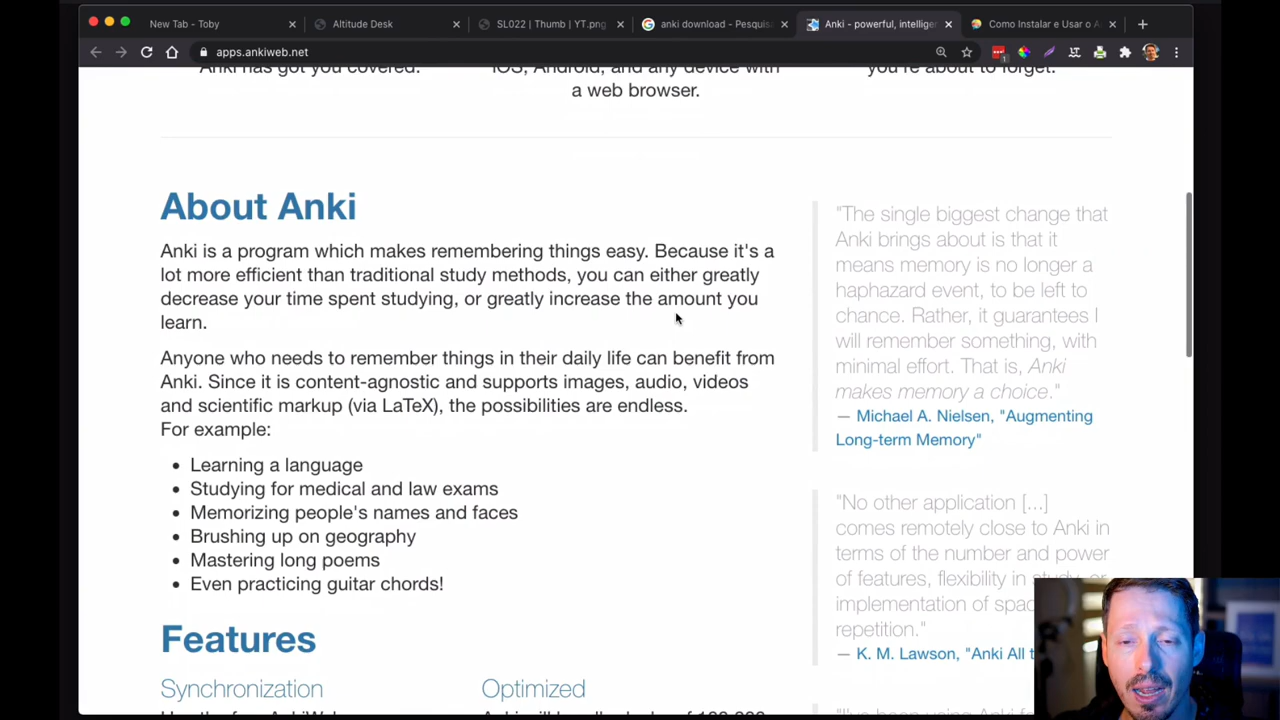 New Tab - Toby
Altitude Desk
SL022 | Thumb | YT.png
anki download - Pesquis
Anki - powerful, intellige
Como Instalar e Usar o A
apps.ankiweb.net
1
Anki has got you covered.
iOS, Android, and any device with
a web browser.
you're about to forget.
About Anki
Anki is a program which makes remembering things easy. Because it's a
lot more efficient than traditional study methods, you can either greatly
decrease your time spent studying, or greatly increase the amount you
learn.
Anyone who needs to remember things in their daily life can benefit from
Anki. Since it is content-agnostic and supports images, audio, videos
and scientific markup (via LaTeX), the possibilities are endless.
For example:
Learning a language
Studying for medical and law exams
Memorizing people's names and faces
Brushing up on geography
Mastering long poems
Even practicing guitar chords!
Features
Synchronization
Optimized
"The single biggest change that
Anki brings about is that it
means memory is no longer a
haphazard event, to be left to
chance. Rather, it guarantees I
will remember something, with
minimal effort. That is, Anki
makes memory a choice."
— Michael A. Nielsen, "Augmenting
Long-term Memory"
"No other application [...]
comes remotely close to Anki in
terms of the number and power
of features, flexibility in study, or
implementation of spac
repetition."
— K. M. Lawson, "Anki All t